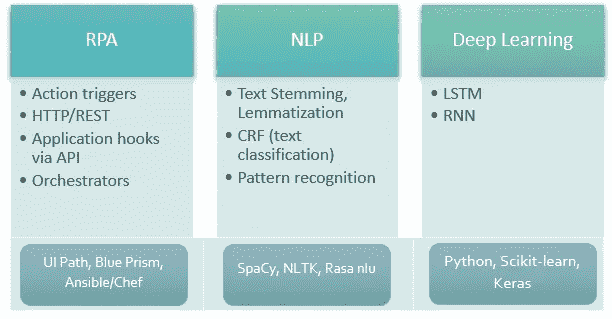 RPA
• Action triggers
• HTTP/REST
• Application hooks
via API
• Orchestrators
UI Path, Blue Prism,
Ansible/Chef
NLP
• Text Stemming,
Lemmatization
• CRF (text
classification)
• Pattern recognition
SpaCy, NLTK, Rasa nlu
Deep Learning
• LSTM
• RNN
Python, Scikit-learn,
Keras